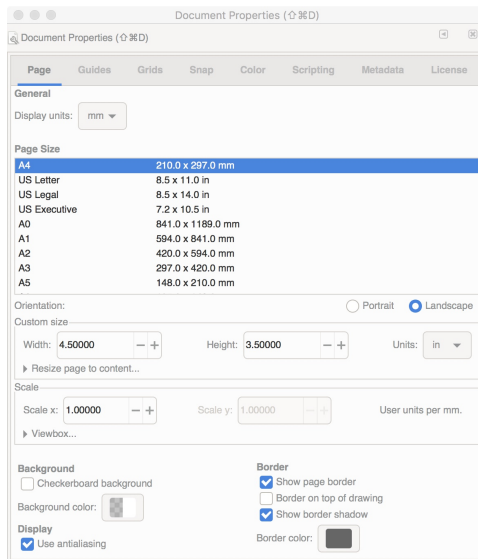 Document Properties (⇧⌘D)
Document Properties (⇧⌘D)
Page Guides Grids Snap Color Scripting Metadata License
General
Display units: mm
Page Size
A4 210.0 x 297.0 mm
US Letter 8.5 x 11.0 in
US Legal 8.5 x 14.0 in
US Executive 7.2 x 10.5 in
A0 841.0 x 1189.0 mm
A1 594.0 x 841.0 mm
A2 420.0 x 594.0 mm
A3 297.0 x 420.0 mm
A5 148.0 x 210.0 mm
Orientation: Portrait Landscape
Custom size
Width: 4.50000 − + Height: 3.50000 − + Units: in
Resize page to content...
Scale
Scale x: 1.00000 − + Scale y: 1.00000 − + User units per mm.
Viewbox...
Background Border
Checkerboard background Show page border
Border on top of drawing
Background color: Show border shadow
Display Border color:
Use antialiasing